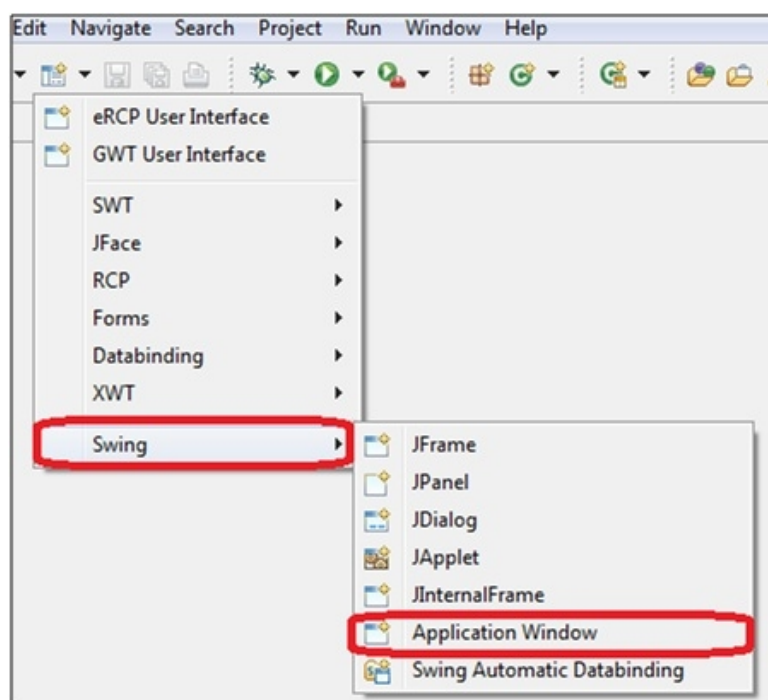 Edit Navigate Search Project Run Window Help
eRCP User Interface
GWT User Interface
SWT
JFace
RCP
Forms
Databinding
XWT
Swing
JFrame
JPanel
JDialog
JApplet
JInternalFrame
Application Window
Swing Automatic Databinding